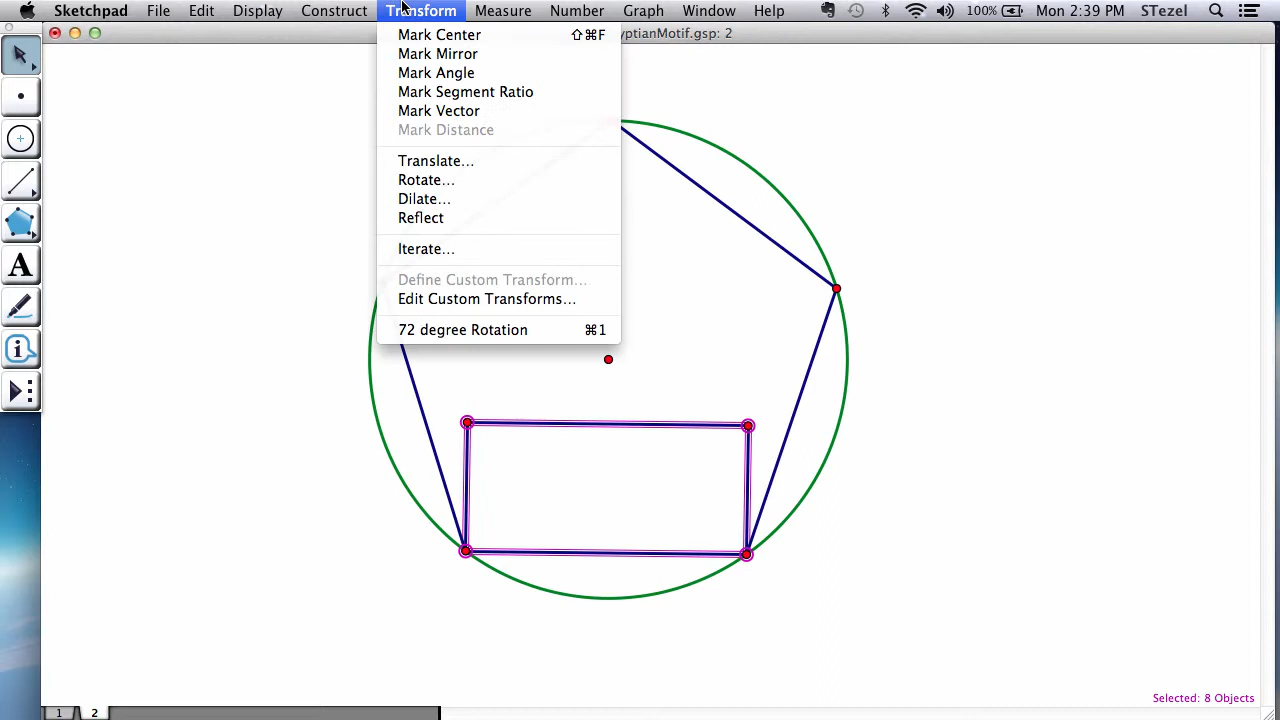 Sketchpad File Edit Display Construct Transform Measure Number Graph Window Help 100% Mon 2:39 PM STezel
yptianMotif.gsp: 2
Mark Center ⇧⌘F
Mark Mirror
Mark Angle
Mark Segment Ratio
Mark Vector
Mark Distance
Translate…
Rotate…
Dilate…
Reflect
Iterate…
Define Custom Transform…
Edit Custom Transforms…
72 degree Rotation ⌘1
A
i
Selected: 8 Objects
1 2